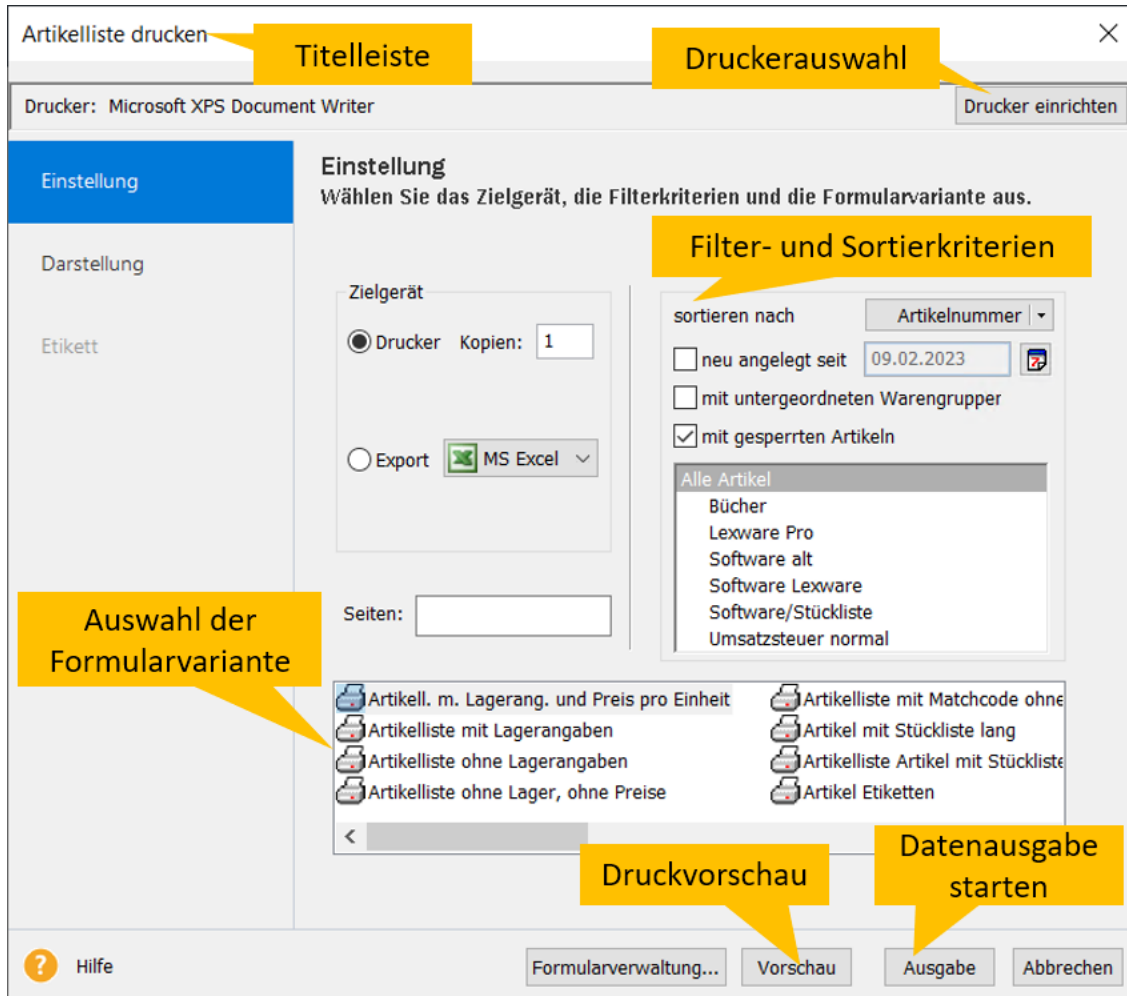 Artikelliste drucken
Titelleiste
Druckerauswahl
Drucker: Microsoft XPS Document Writer
Drucker einrichten
Einstellung
Darstellung
Etikett
Einstellung
Wählen Sie das Zielgerät, die Filterkriterien und die Formularvariante aus.
Filter- und Sortierkriterien
Zielgerät
Drucker Kopien: 1
Export MS Excel
Seiten:
sortieren nach Artikelnummer
neu angelegt seit 09.02.2023
mit untergeordneten Warengrupper
mit gesperrten Artikeln
Alle Artikel
Bücher
Lexware Pro
Software alt
Software Lexware
Software/Stückliste
Umsatzsteuer normal
Auswahl der
Formularvariante
Artikell. m. Lagerang. und Preis pro Einheit
Artikelliste mit Lagerangaben
Artikelliste ohne Lagerangaben
Artikelliste ohne Lager, ohne Preise
Artikelliste mit Matchcode ohne
Artikel mit Stückliste lang
Artikelliste Artikel mit Stückliste
Artikel Etiketten
Druckvorschau
Datenausgabe
starten
? Hilfe
Formularverwaltung...
Vorschau
Ausgabe
Abbrechen